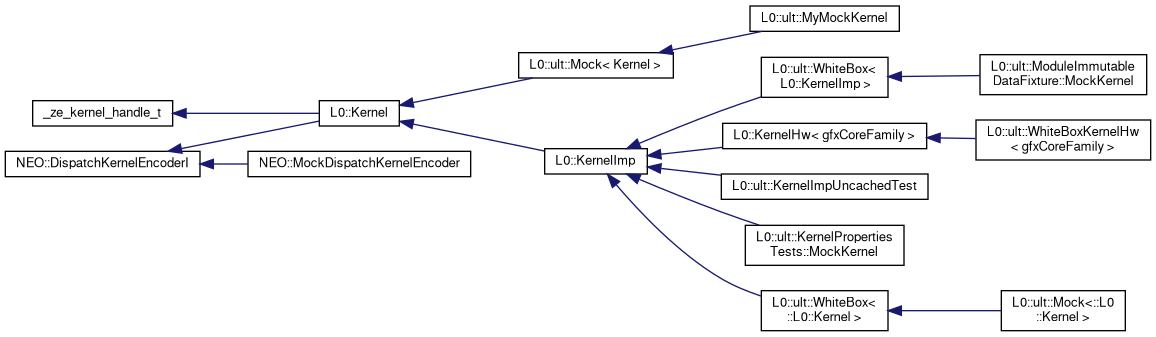 L0::ult::MyMockKernel
L0::ult::Mock< Kernel >
L0::ult::WhiteBox<
L0::KernelImp >
L0::ult::ModuleImmutable
DataFixture::MockKernel
_ze_kernel_handle_t
L0::Kernel
L0::KernelHw< gfxCoreFamily >
L0::ult::WhiteBoxKernelHw
< gfxCoreFamily >
NEO::DispatchKernelEncoderI
NEO::MockDispatchKernelEncoder
L0::KernelImp
L0::ult::KernelImpUncachedTest
L0::ult::KernelProperties
Tests::MockKernel
L0::ult::WhiteBox<
::L0::Kernel >
L0::ult::Mock<::L0
::Kernel >